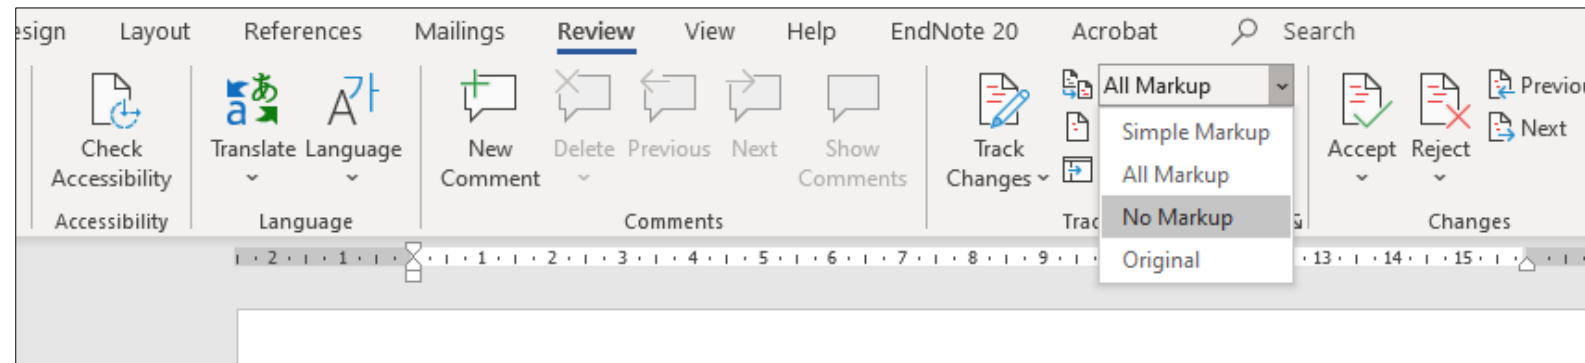 esign Layout References Mailings Review View Help EndNote 20 Acrobat Search
All Markup
Previou
Next
Simple Markup
All Markup
No Markup
Original
Check Accessibility
Translate Language
New Comment
Delete Previous Next
Show Comments
Track Changes
Accept Reject
Accessibility Language Comments Trac Changes
2 1 1 2 3 4 5 6 7 8 9 13 14 15